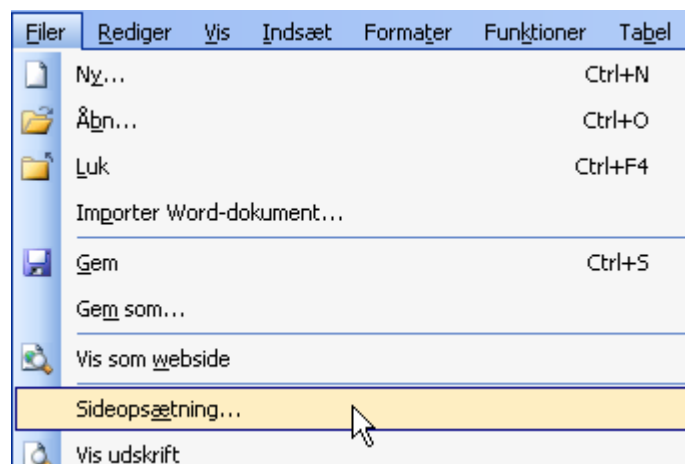 Filer Rediger Vis Indsæt Formater Funktioner Tabel
Ny... Ctrl+N
Åbn... Ctrl+O
Luk Ctrl+F4
Importer Word-dokument...
Gem Ctrl+S
Gem som...
Vis som webside
Sideopsætning...
Vis udskrift